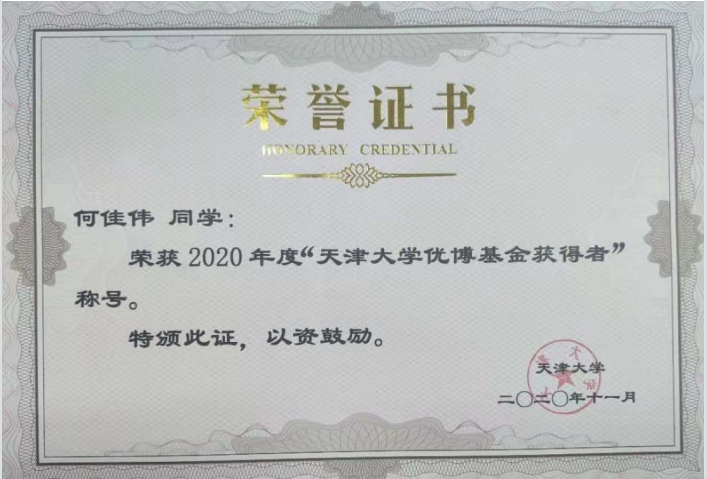 荣誉证书
HONORARY CREDENTIAL
何佳伟 同学：
荣获2020年度“天津大学优博基金获得者”
称号。
特颁此证，以资鼓励。
天津大学
二〇二〇年十一月